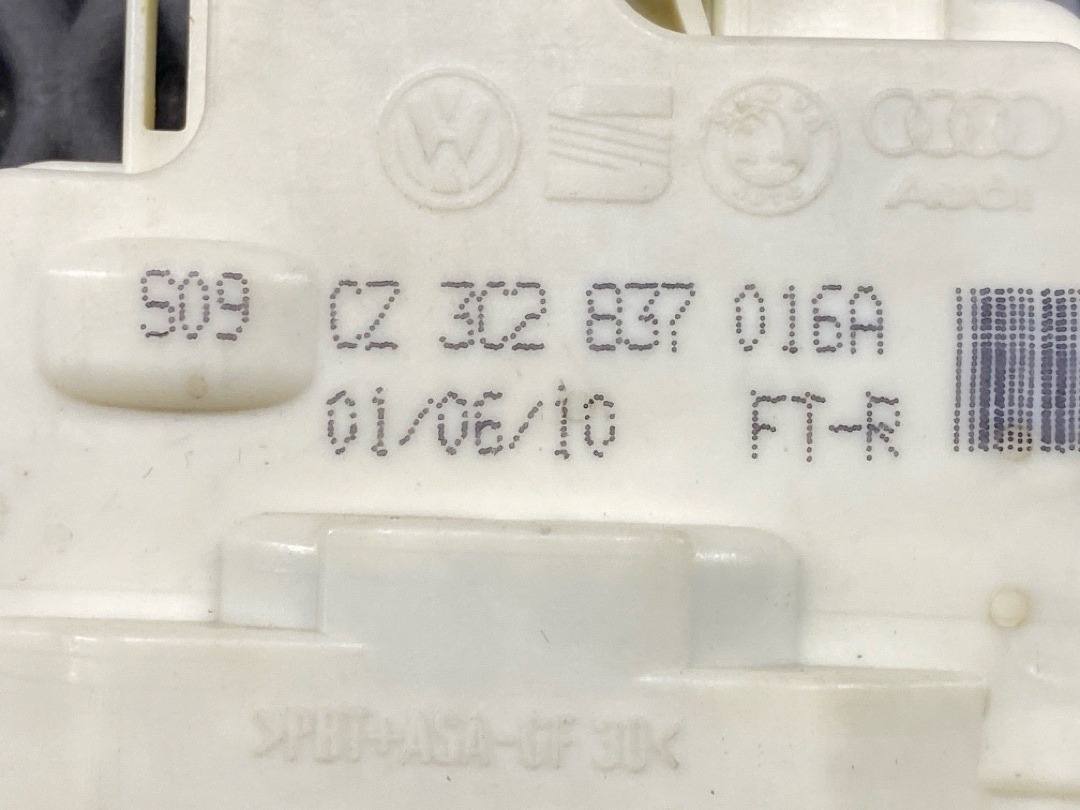 Audi
S09 CZ 3C2 837 016A
01/06/10 FT-R
>PBT+ASA-GF 30<